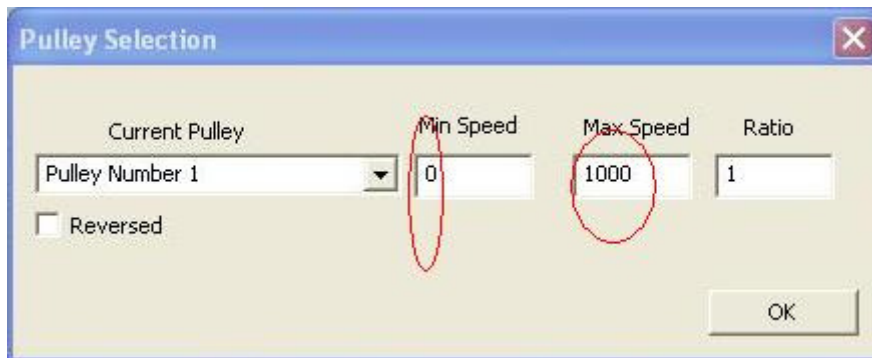 Pulley Selection
Current Pulley Min Speed Max Speed Ratio
Pulley Number 1 0 1000 1
Reversed
OK